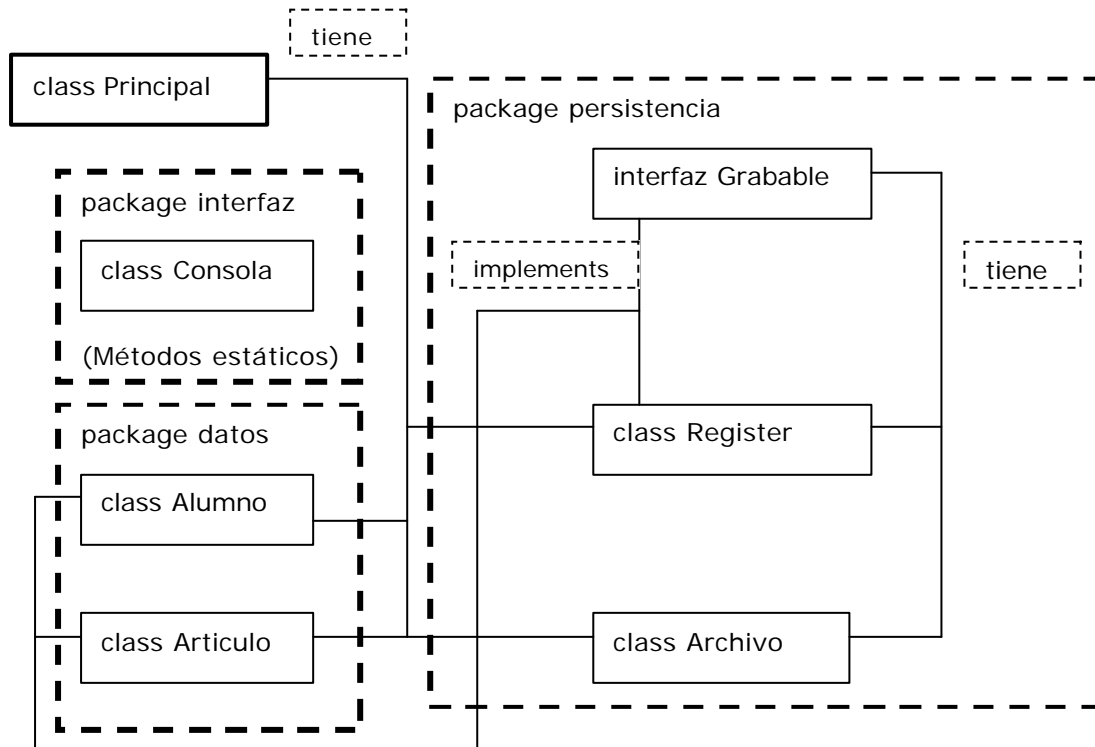 tiene
class Principal
package persistencia
interfaz Grabable
package interfaz
class Consola
implements
tiene
(Métodos estáticos)
package datos
class Register
class Alumno
class Articulo
class Archivo